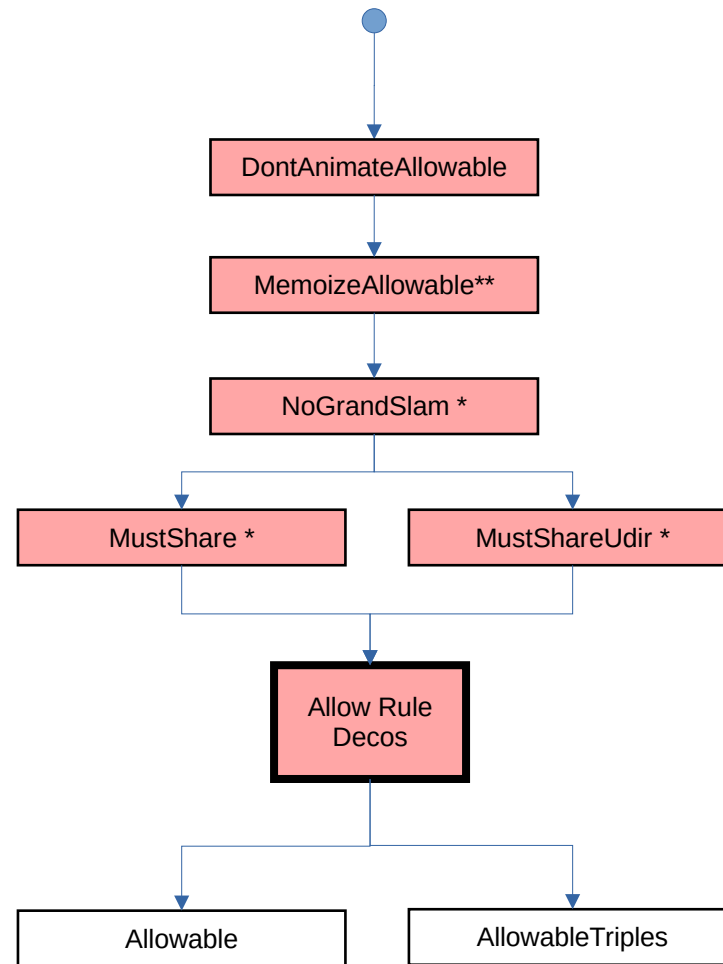 DontAnimateAllowable
MemoizeAllowable**
NoGrandSlam *
MustShare *
MustShareUdir *
Allow Rule
Decos
Allowable
AllowableTriples